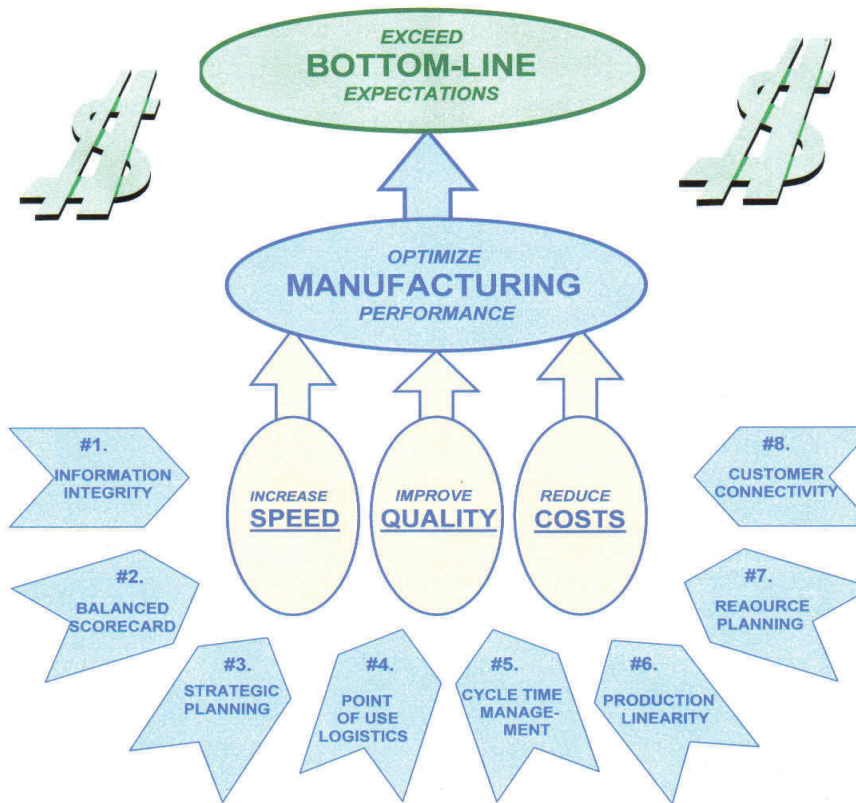 EXCEED
BOTTOM-LINE
EXPECTATIONS
OPTIMIZE
MANUFACTURING
PERFORMANCE
INCREASE
SPEED
IMPROVE
QUALITY
REDUCE
COSTS
#1.
INFORMATION
INTEGRITY
#2.
BALANCED
SCORECARD
#3.
STRATEGIC
PLANNING
#4.
POINT
OF USE
LOGISTICS
#5.
CYCLE TIME
MANAGE-
MENT
#6.
PRODUCTION
LINEARITY
#7.
REAOURCE
PLANNING
#8.
CUSTOMER
CONNECTIVITY